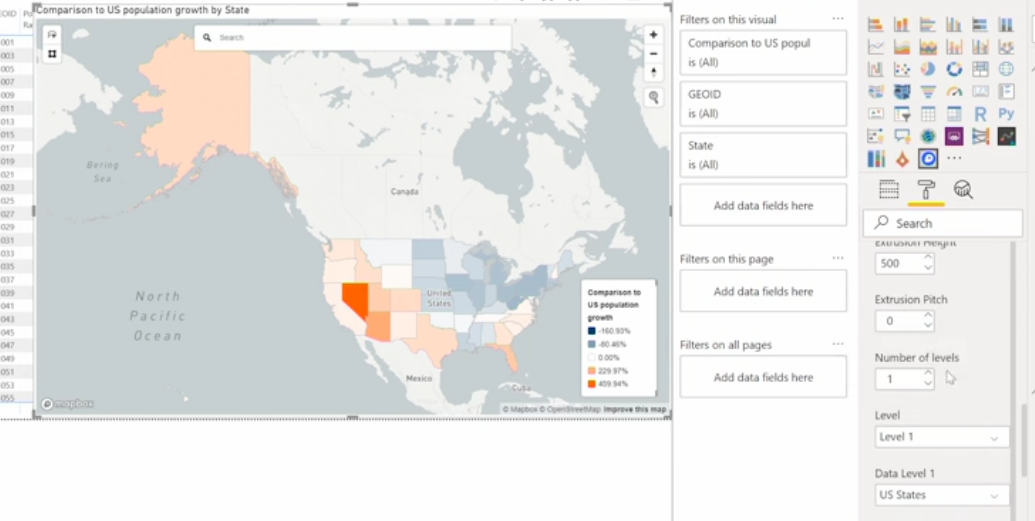 Comparison to US population growth by State
OID
001
003
005
007
009
011
013
015
017
019
021
023
025
027
029
031
033
035
037
039
041
043
045
047
049
051
053
055
Search
Bering
Sea
Canada
North
Pacific
Ocean
United
States
Mexico
Cuba
Comparison to
US population
growth
-160.93%
-80.46%
0.00%
229.97%
459.94%
mapbox
© Mapbox © OpenStreetMap Improve this map
Filters on this visual
Comparison to US popul
is (All)
GEOID
is (All)
State
is (All)
Add data fields here
Filters on this page
Add data fields here
Filters on all pages
Add data fields here
R
Py
Search
Extrusion Height
500
Extrusion Pitch
0
Number of levels
1
Level
Level 1
Data Level 1
US States